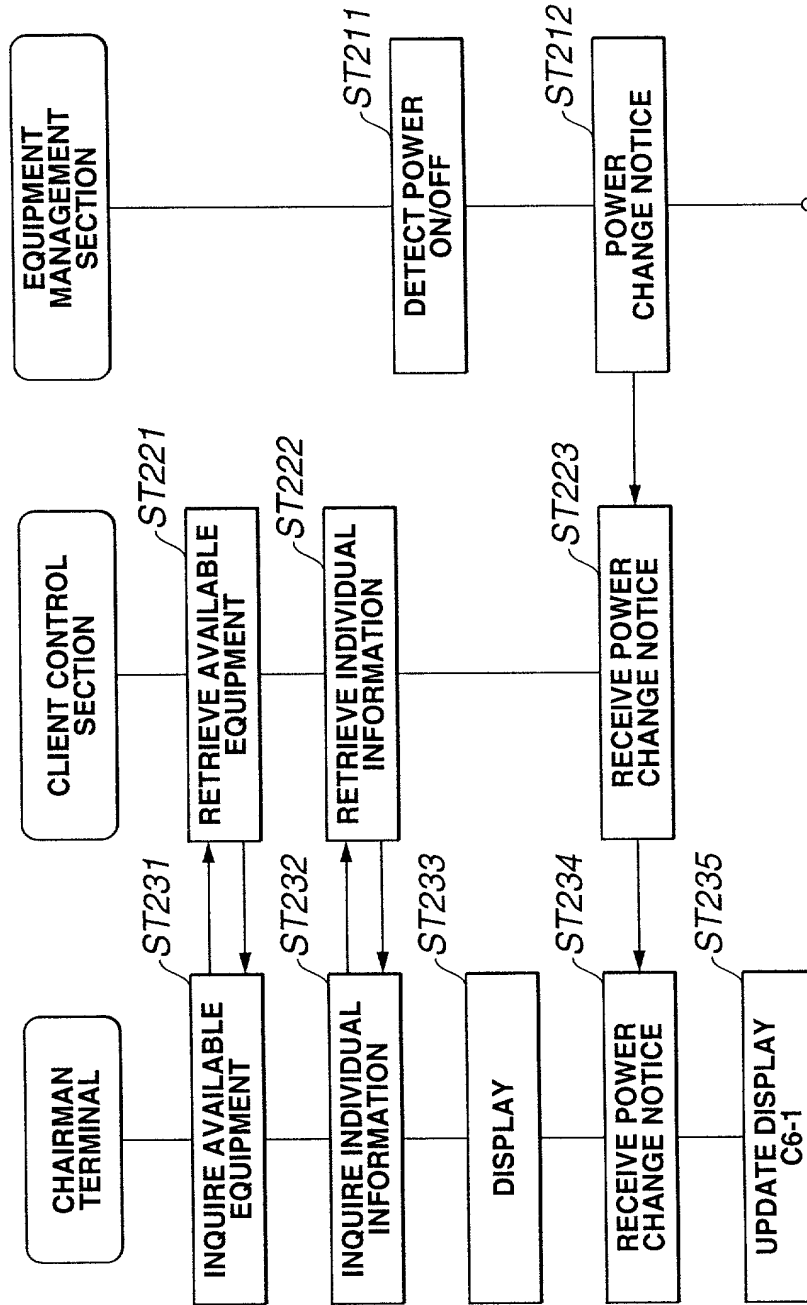 CHAIRMAN
TERMINAL
ST231
INQUIRE AVAILABLE
EQUIPMENT
ST232
INQUIRE INDIVIDUAL
INFORMATION
ST233
DISPLAY
ST234
RECEIVE POWER
CHANGE NOTICE
ST235
UPDATE DISPLAY
C6-1
CLIENT CONTROL
SECTION
ST221
RETRIEVE AVAILABLE
EQUIPMENT
ST222
RETRIEVE INDIVIDUAL
INFORMATION
ST223
RECEIVE POWER
CHANGE NOTICE
EQUIPMENT
MANAGEMENT
SECTION
ST211
DETECT POWER
ON/OFF
ST212
POWER
CHANGE NOTICE